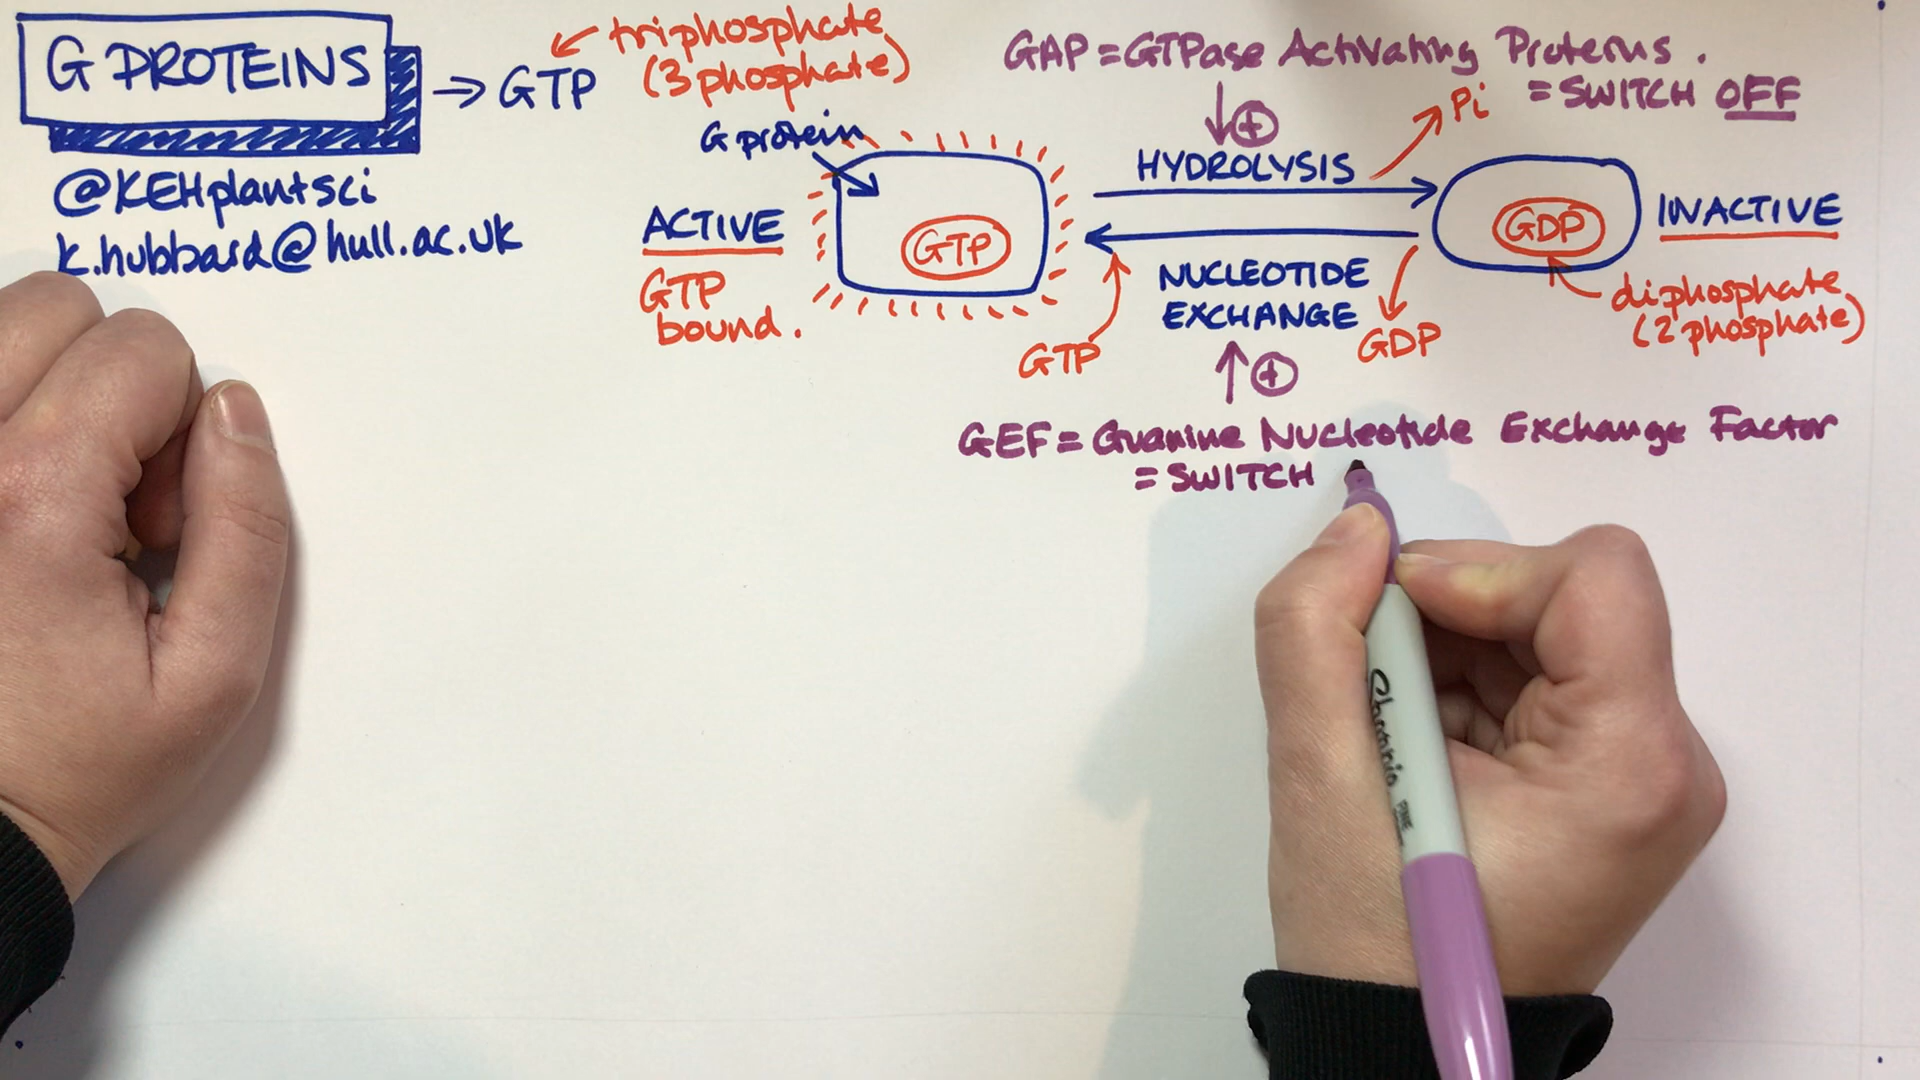 G PROTEINS
→ GTP
triphosphate
(3 phosphate)
@KEHplantsci
k.hubbard@hull.ac.uk
GAP = GTPase Activating Proteins.
= SWITCH OFF
+
Pi
G protein
HYDROLYSIS
ACTIVE
GTP
bound.
GTP
GDP
INACTIVE
diphosphate
(2 phosphate)
NUCLEOTIDE
EXCHANGE
GTP
GDP
+
GEF = Guanine Nucleotide Exchange Factor
= SWITCH
Sharpie
FINE